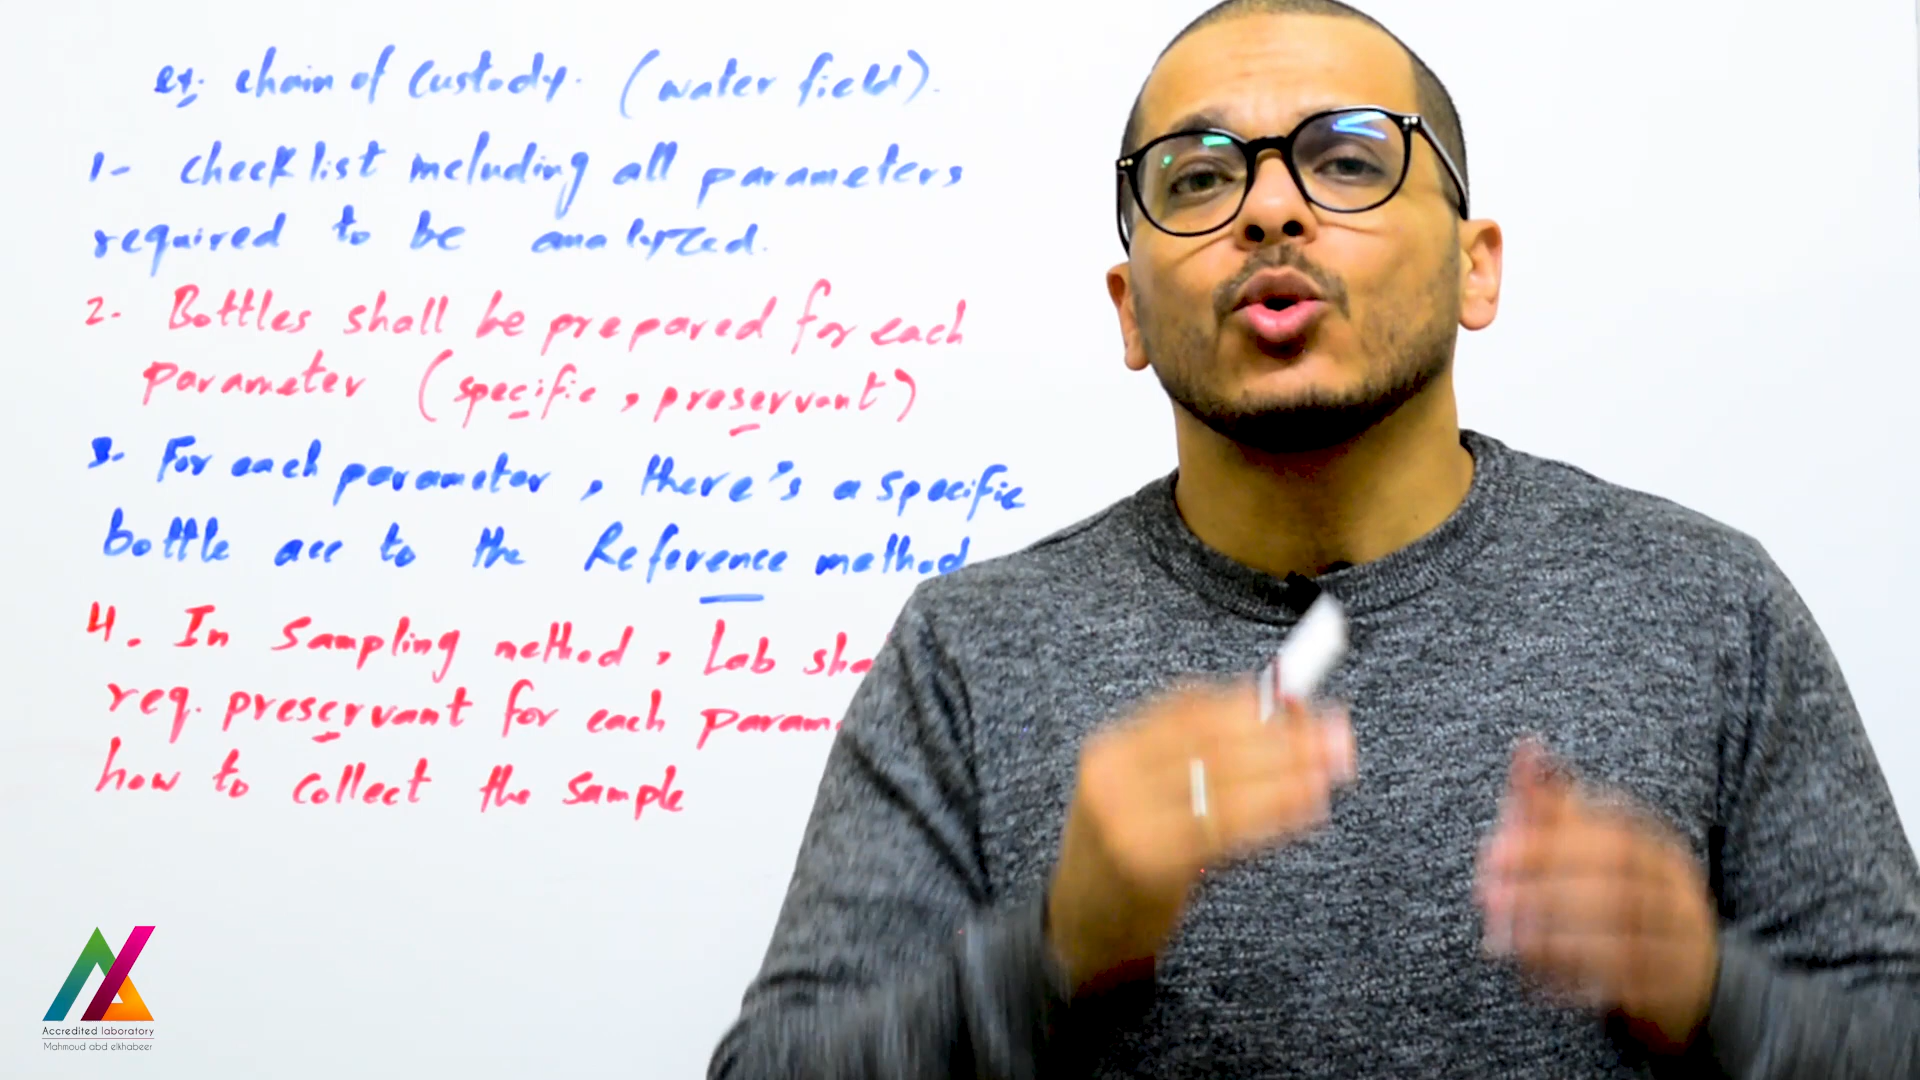 ex: chain of Custody. (water field).
1- checklist including all parameters
required to be analyzed.
2. Bottles shall be prepared for each
parameter (specific, preservant)
3. For each parameter, there's a specific
bottle acc to the Reference method
4. In Sampling method, Lab sha
req. preservant for each param
how to collect the sample
Accredited laboratory
Mahmoud abd elkhabeer